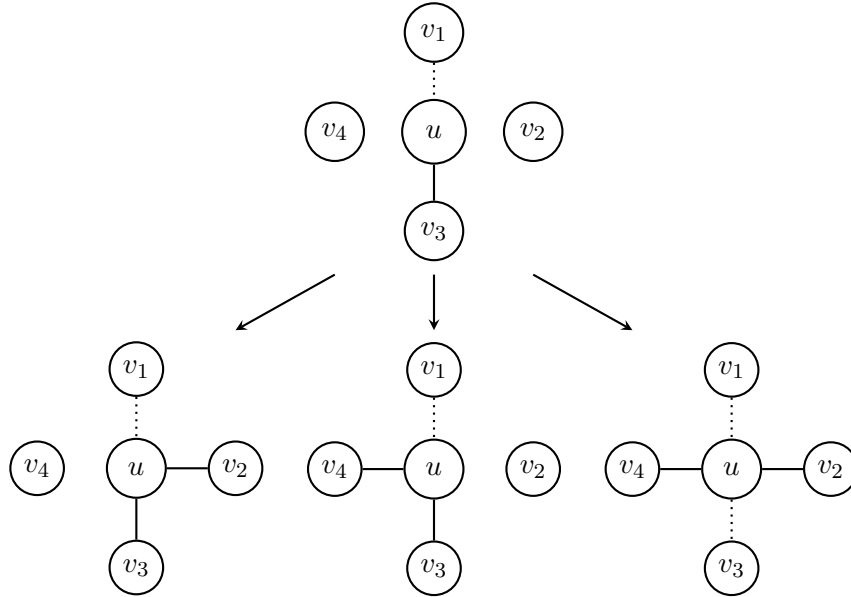 v₁
v₄ u v₂
v₃
v₁ v₁ v₁
v₄ u v₂ v₄ u v₂ v₄ u v₂
v₃ v₃ v₃